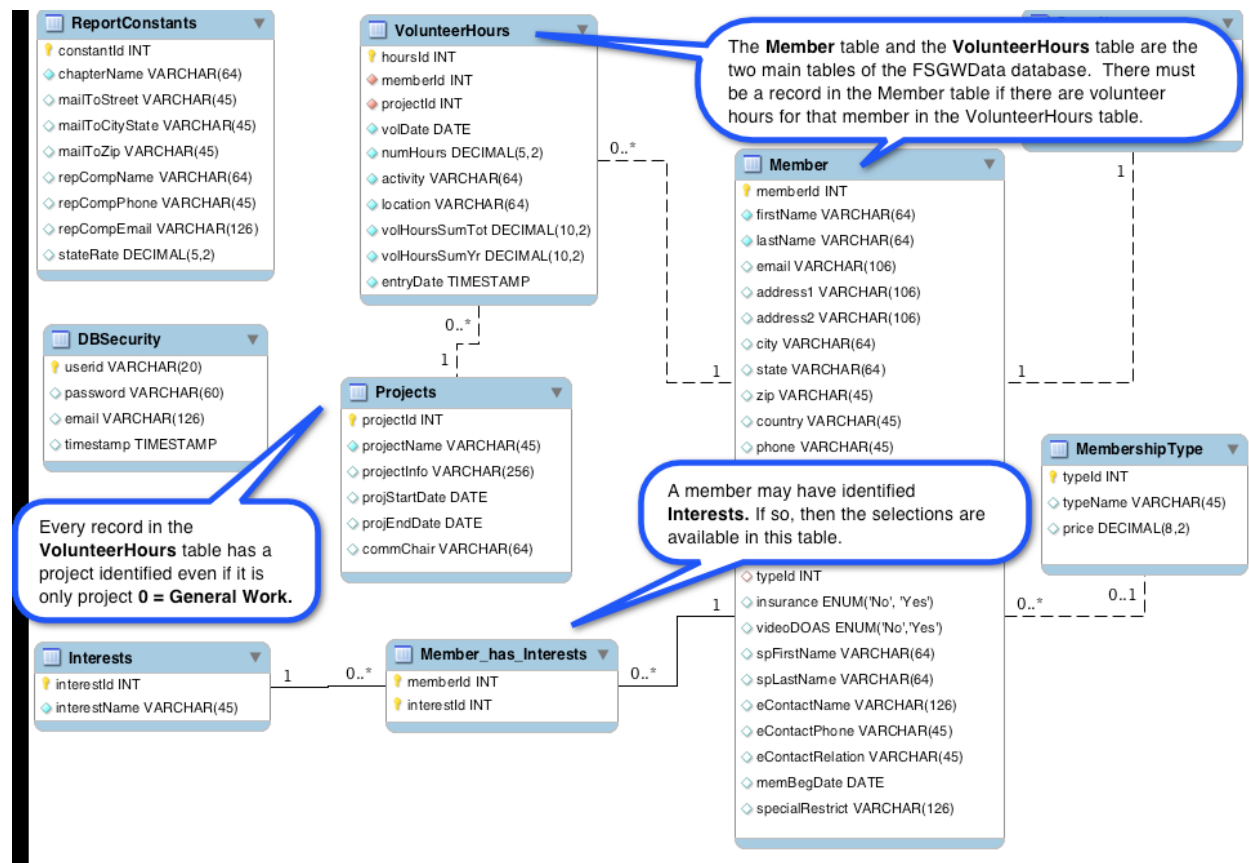 ReportConstants
constantId INT
chapterName VARCHAR(64)
mailToStreet VARCHAR(45)
mailToCityState VARCHAR(45)
mailToZip VARCHAR(45)
repCompName VARCHAR(64)
repCompPhone VARCHAR(45)
repCompEmail VARCHAR(126)
stateRate DECIMAL(5,2)
VolunteerHours
hoursId INT
memberId INT
projectId INT
volDate DATE
numHours DECIMAL(5,2)
activity VARCHAR(64)
location VARCHAR(64)
volHoursSumTot DECIMAL(10,2)
volHoursSumYr DECIMAL(10,2)
entryDate TIMESTAMP
The Member table and the VolunteerHours table are the
two main tables of the FSGWData database. There must
be a record in the Member table if there are volunteer
hours for that member in the VolunteerHours table.
0..*
1
0..*
1
1
1
DBSecurity
userid VARCHAR(20)
password VARCHAR(60)
email VARCHAR(126)
timestamp TIMESTAMP
Projects
projectId INT
projectName VARCHAR(45)
projectInfo VARCHAR(256)
projStartDate DATE
projEndDate DATE
commChair VARCHAR(64)
Member
memberId INT
firstName VARCHAR(64)
lastName VARCHAR(64)
email VARCHAR(106)
address1 VARCHAR(106)
address2 VARCHAR(106)
city VARCHAR(64)
state VARCHAR(64)
zip VARCHAR(45)
country VARCHAR(45)
phone VARCHAR(45)
A member may have identified
Interests. If so, then the selections are
available in this table.
typeId INT
insurance ENUM('No', 'Yes')
videoDOAS ENUM('No','Yes')
spFirstName VARCHAR(64)
spLastName VARCHAR(64)
eContactName VARCHAR(126)
eContactPhone VARCHAR(45)
eContactRelation VARCHAR(45)
memBegDate DATE
specialRestrict VARCHAR(126)
MembershipType
typeId INT
typeName VARCHAR(45)
price DECIMAL(8,2)
0..1
0..*
Every record in the
VolunteerHours table has a
project identified even if it is
only project 0 = General Work.
Interests
interestId INT
interestName VARCHAR(45)
1
0..*
Member_has_Interests
memberId INT
interestId INT
0..*
1